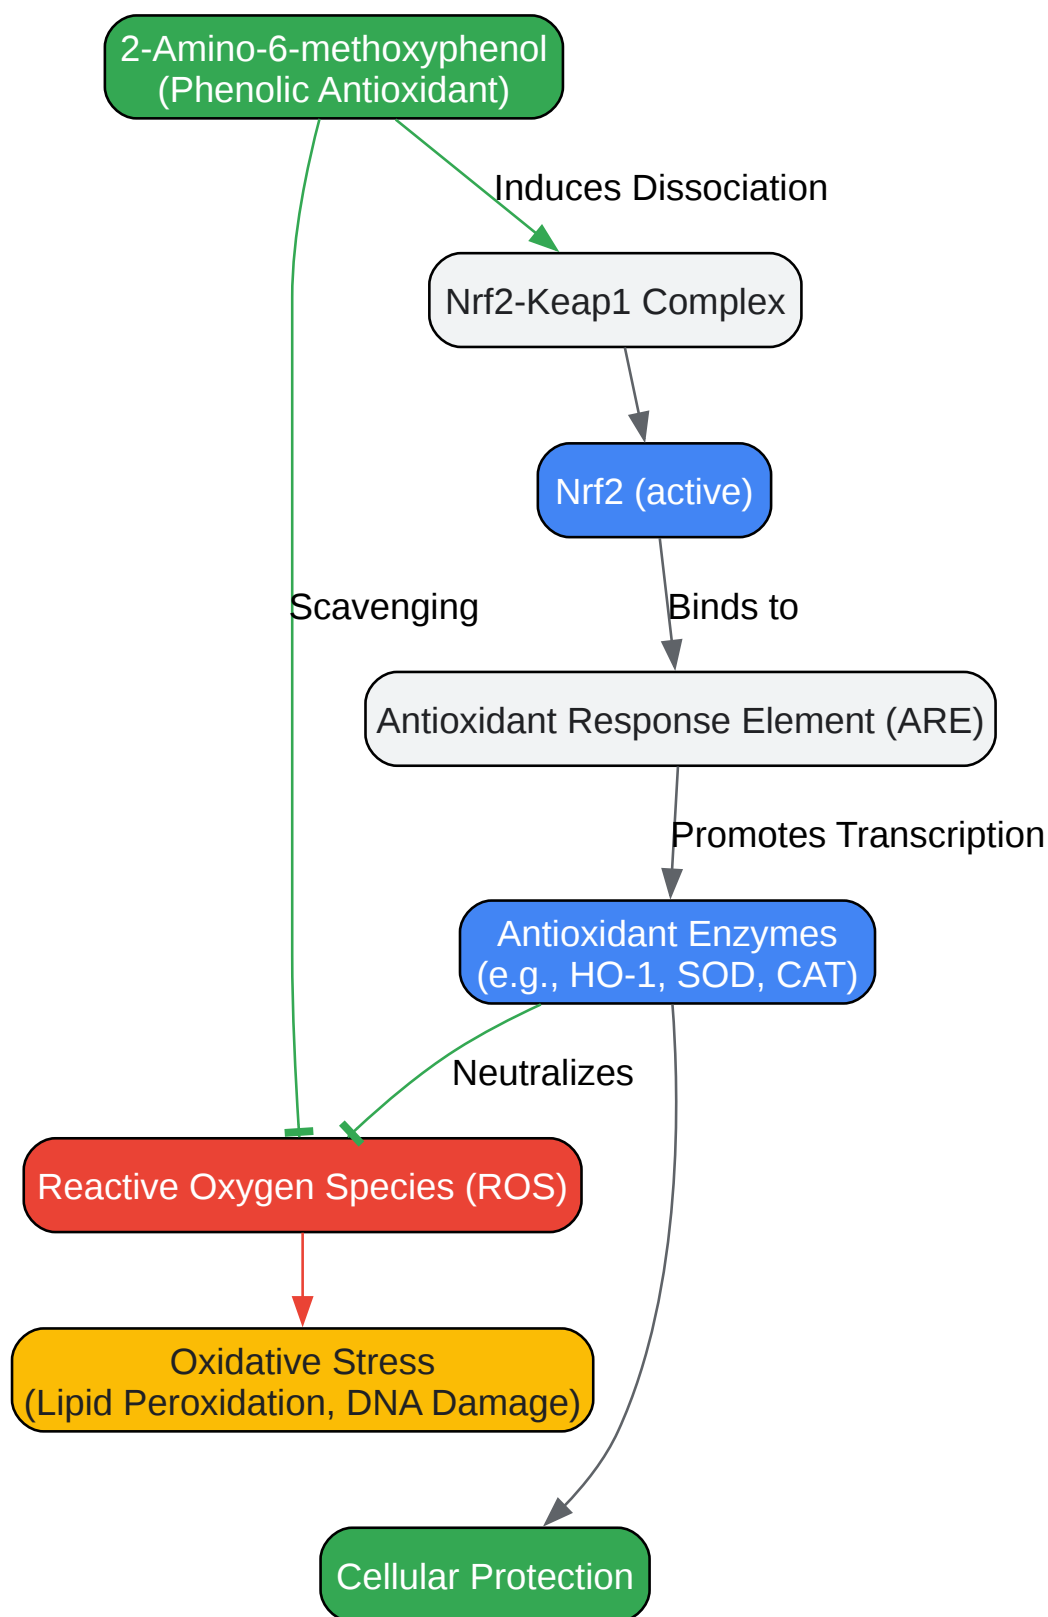 2-Amino-6-methoxyphenol
(Phenolic Antioxidant)
Induces Dissociation
Nrf2-Keap1 Complex
Nrf2 (active)
Scavenging
Binds to
Antioxidant Response Element (ARE)
Promotes Transcription
Antioxidant Enzymes
(e.g., HO-1, SOD, CAT)
Neutralizes
Reactive Oxygen Species (ROS)
Oxidative Stress
(Lipid Peroxidation, DNA Damage)
Cellular Protection